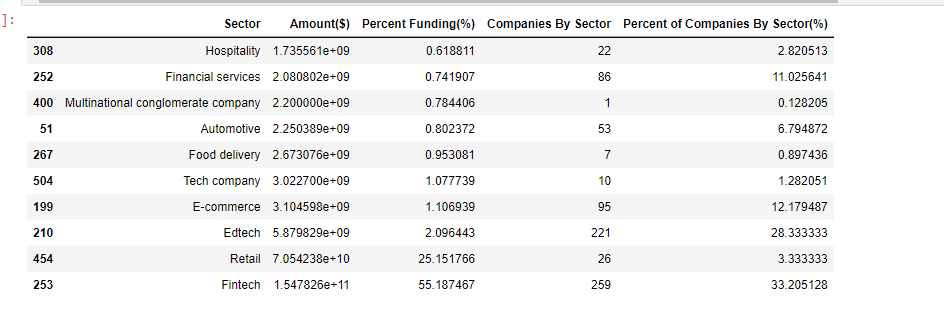 ]:
Sector Amount($) Percent Funding(%) Companies By Sector Percent of Companies By Sector(%)
308 Hospitality 1.735561e+09 0.618811 22 2.820513
252 Financial services 2.080802e+09 0.741907 86 11.025641
400 Multinational conglomerate company 2.200000e+09 0.784406 1 0.128205
51 Automotive 2.250389e+09 0.802372 53 6.794872
267 Food delivery 2.673076e+09 0.953081 7 0.897436
504 Tech company 3.022700e+09 1.077739 10 1.282051
199 E-commerce 3.104598e+09 1.106939 95 12.179487
210 Edtech 5.879829e+09 2.096443 221 28.333333
454 Retail 7.054238e+10 25.151766 26 3.333333
253 Fintech 1.547826e+11 55.187467 259 33.205128